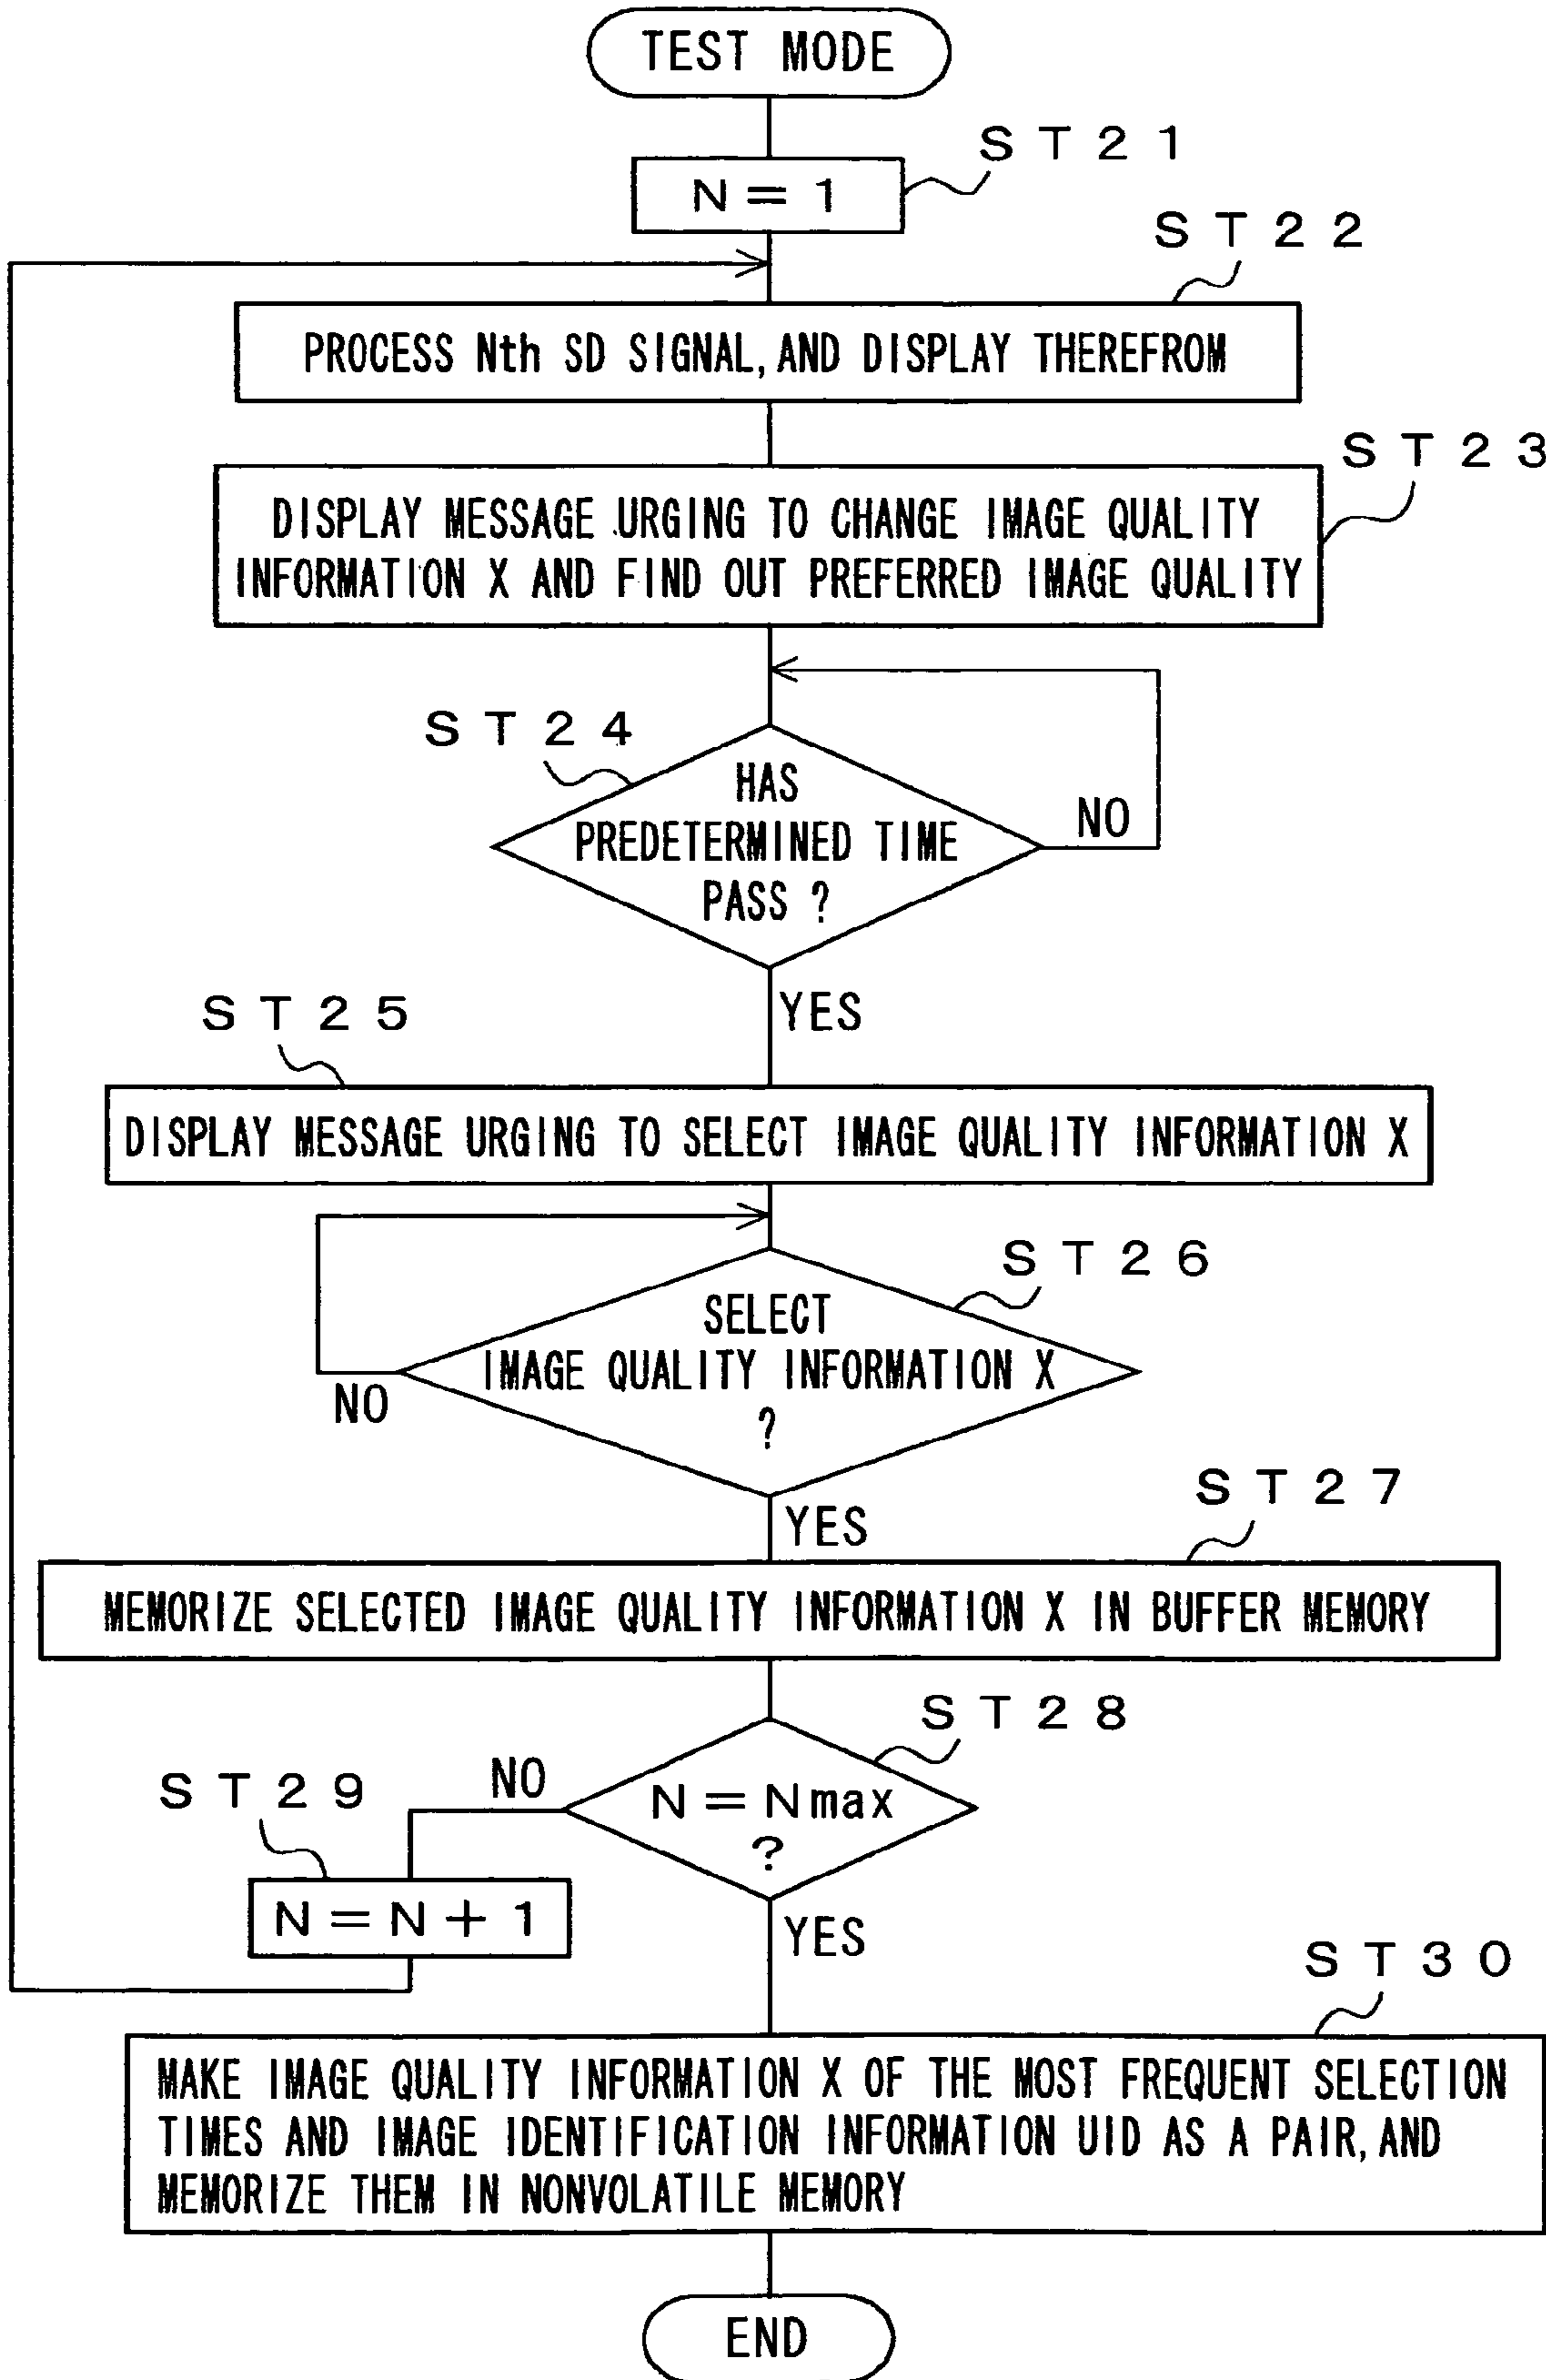 TEST MODE
ST21
N=1
ST22
PROCESS Nth SD SIGNAL, AND DISPLAY THEREFROM
ST23
DISPLAY MESSAGE URGING TO CHANGE IMAGE QUALITY
INFORMATION X AND FIND OUT PREFERRED IMAGE QUALITY
ST24
HAS
PREDETERMINED TIME
PASS ?
NO
YES
ST25
DISPLAY MESSAGE URGING TO SELECT IMAGE QUALITY INFORMATION X
ST26
SELECT
IMAGE QUALITY INFORMATION X
?
NO
YES
ST27
MEMORIZE SELECTED IMAGE QUALITY INFORMATION X IN BUFFER MEMORY
ST28
N=Nmax
?
NO
ST29
N=N+1
YES
ST30
MAKE IMAGE QUALITY INFORMATION X OF THE MOST FREQUENT SELECTION
TIMES AND IMAGE IDENTIFICATION INFORMATION UID AS A PAIR, AND
MEMORIZE THEM IN NONVOLATILE MEMORY
END